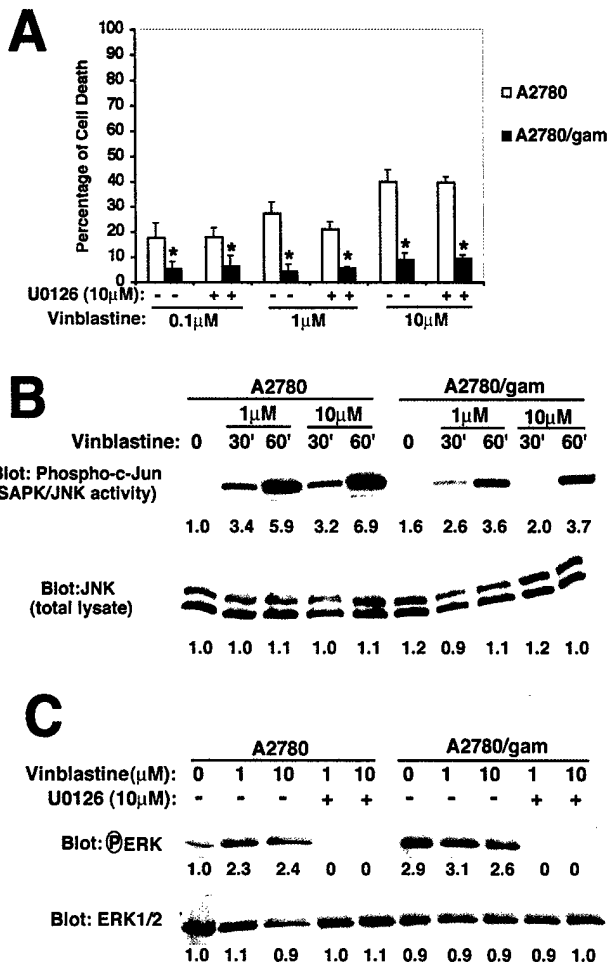 A
Percentage of Cell Death
100
90
80
70
60
50
40
30
20
10
0
A2780
A2780/gam
* * * * * *
U0126 (10µM): - - + + - - + + - - + +
Vinblastine: 0.1µM 1µM 10µM
B
A2780 A2780/gam
1µM 10µM 1µM 10µM
Vinblastine: 0 30' 60' 30' 60' 0 30' 60' 30' 60'
Blot: Phospho-c-Jun
SAPK/JNK activity)
1.0 3.4 5.9 3.2 6.9 1.6 2.6 3.6 2.0 3.7
Blot:JNK
(total lysate)
1.0 1.0 1.1 1.0 1.1 1.2 0.9 1.1 1.2 1.0
C
A2780 A2780/gam
Vinblastine(µM): 0 1 10 1 10 0 1 10 1 10
U0126 (10µM): - - - + + - - - + +
Blot: ⓅERK
1.0 2.3 2.4 0 0 2.9 3.1 2.6 0 0
Blot: ERK1/2
1.0 1.1 0.9 1.0 1.1 0.9 0.9 0.9 0.9 1.0